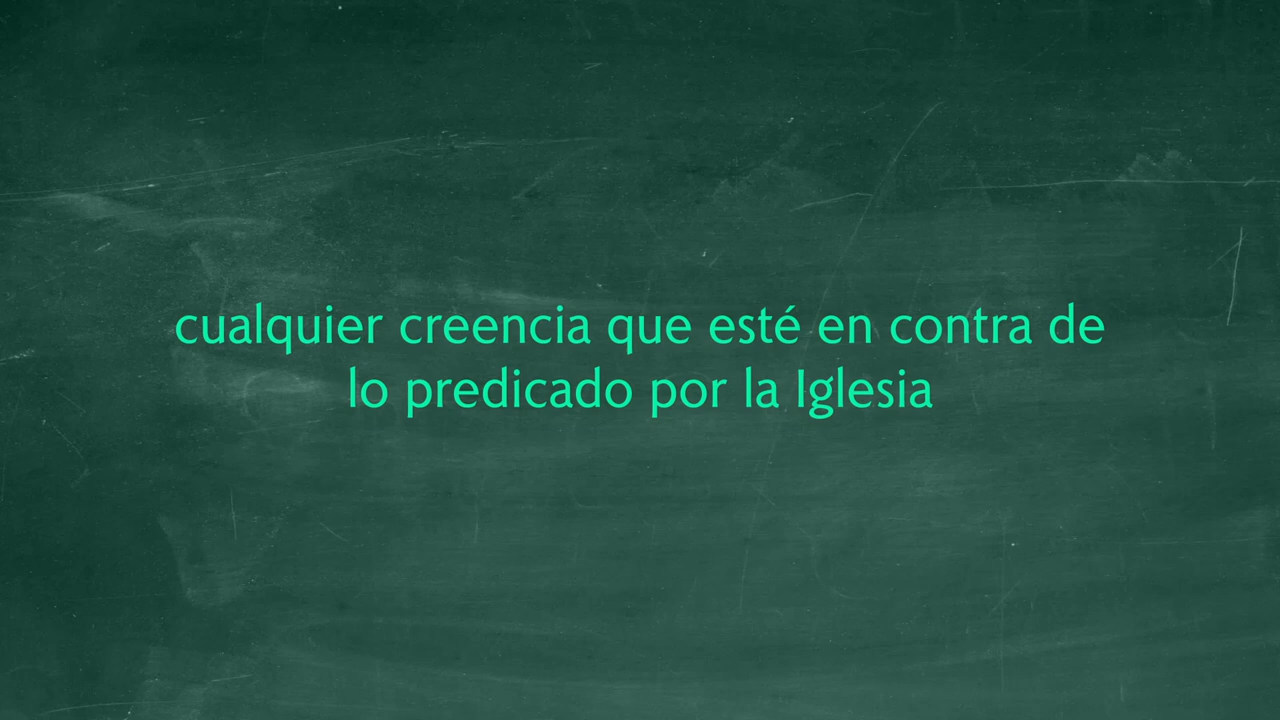 cualquier creencia que esté en contra de
lo predicado por la Iglesia